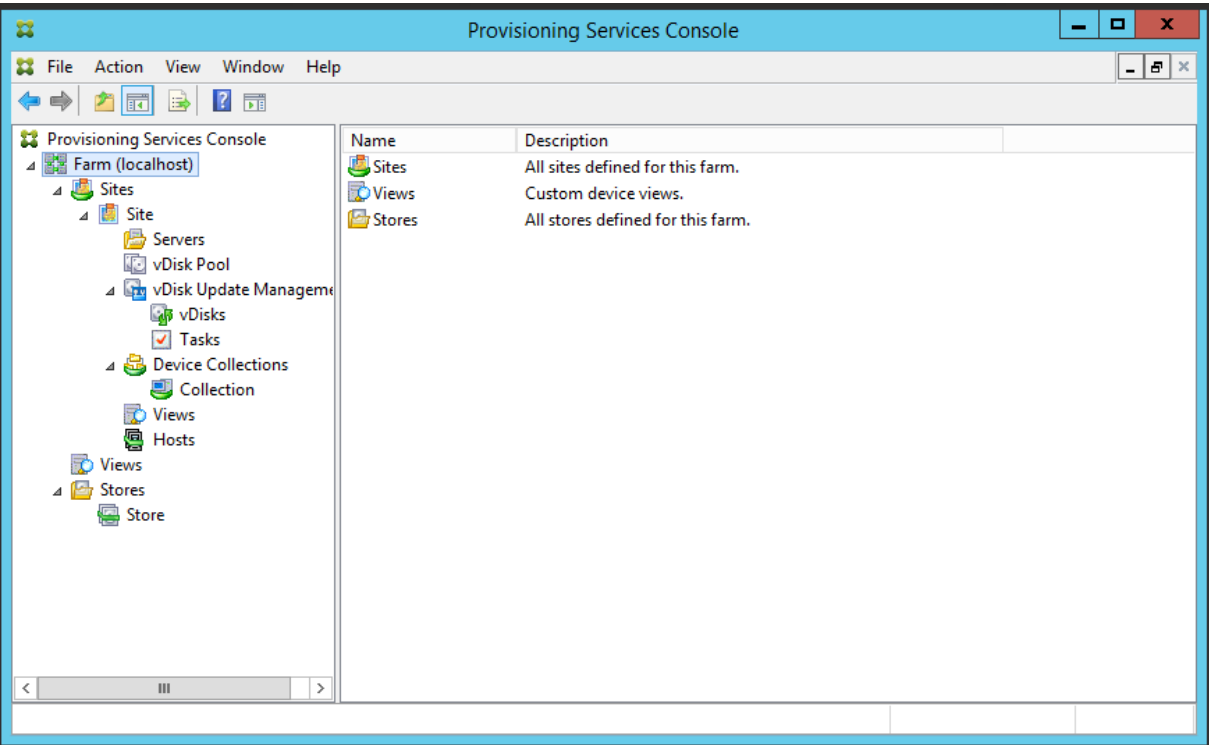 Provisioning Services Console
File Action View Window Help
Provisioning Services Console
Farm (localhost)
Sites
Site
Servers
vDisk Pool
vDisk Update Manageme
vDisks
Tasks
Device Collections
Collection
Views
Hosts
Views
Stores
Store
Name Description
Sites All sites defined for this farm.
Views Custom device views.
Stores All stores defined for this farm.